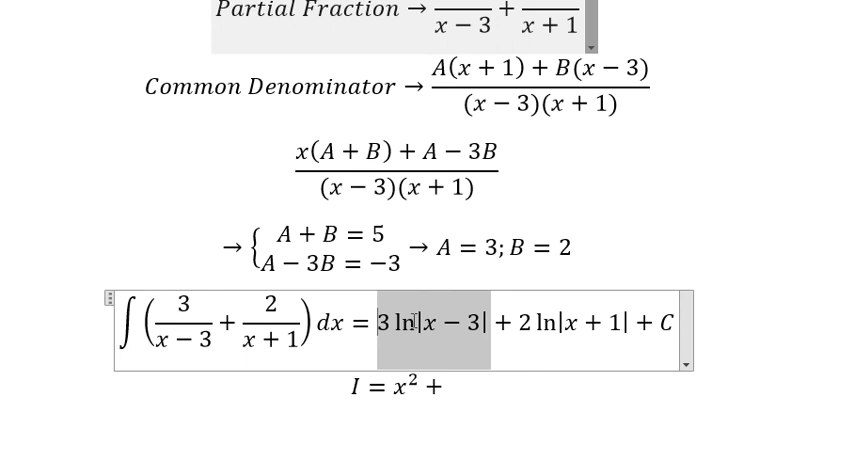 Partial Fraction → / x − 3 + / x + 1
Common Denominator → A(x + 1) + B(x − 3) / (x − 3)(x + 1)
x(A + B) + A − 3B / (x − 3)(x + 1)
→ { A + B = 5
A − 3B = −3 → A = 3; B = 2
∫ (3 / x − 3 + 2 / x + 1) dx = 3 ln|x − 3| + 2 ln|x + 1| + C
I = x² +